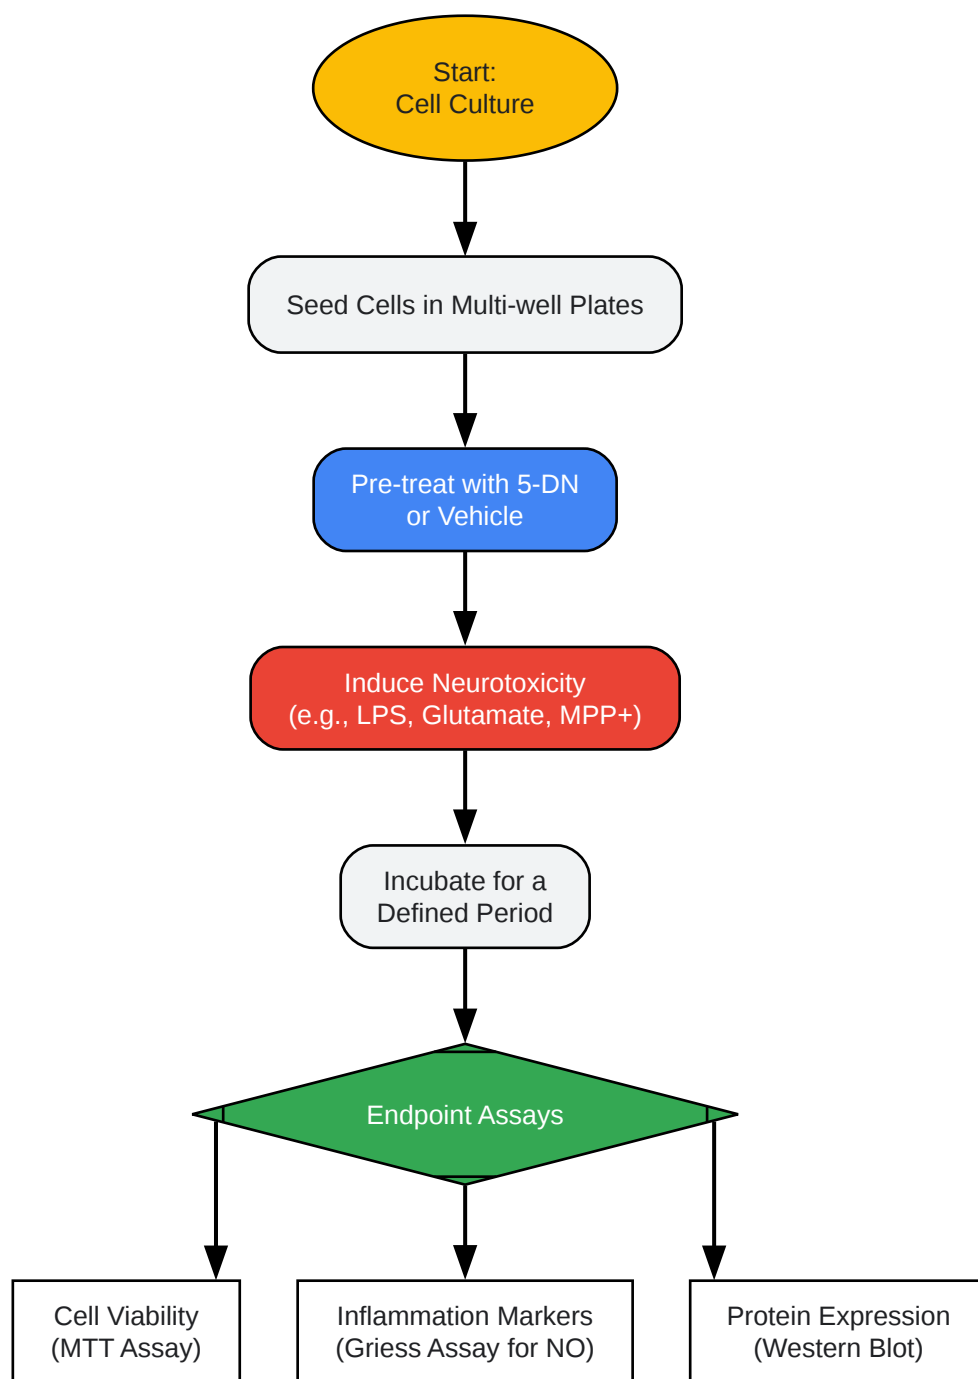 Start:
Cell Culture
Seed Cells in Multi-well Plates
Pre-treat with 5-DN
or Vehicle
Induce Neurotoxicity
(e.g., LPS, Glutamate, MPP+)
Incubate for a
Defined Period
Endpoint Assays
Cell Viability
(MTT Assay)
Inflammation Markers
(Griess Assay for NO)
Protein Expression
(Western Blot)